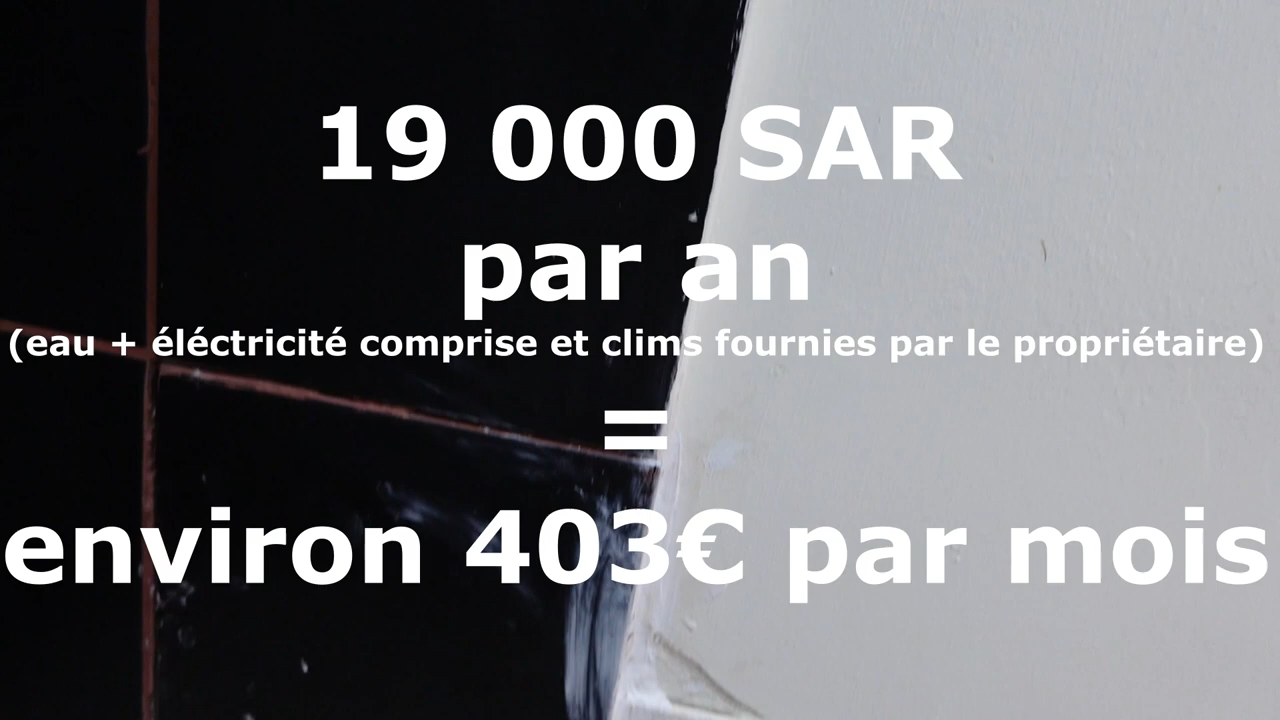 19 000 SAR
par an
(eau + éléctricité comprise et clims fournies par le propriétaire)
=
environ 403€ par mois